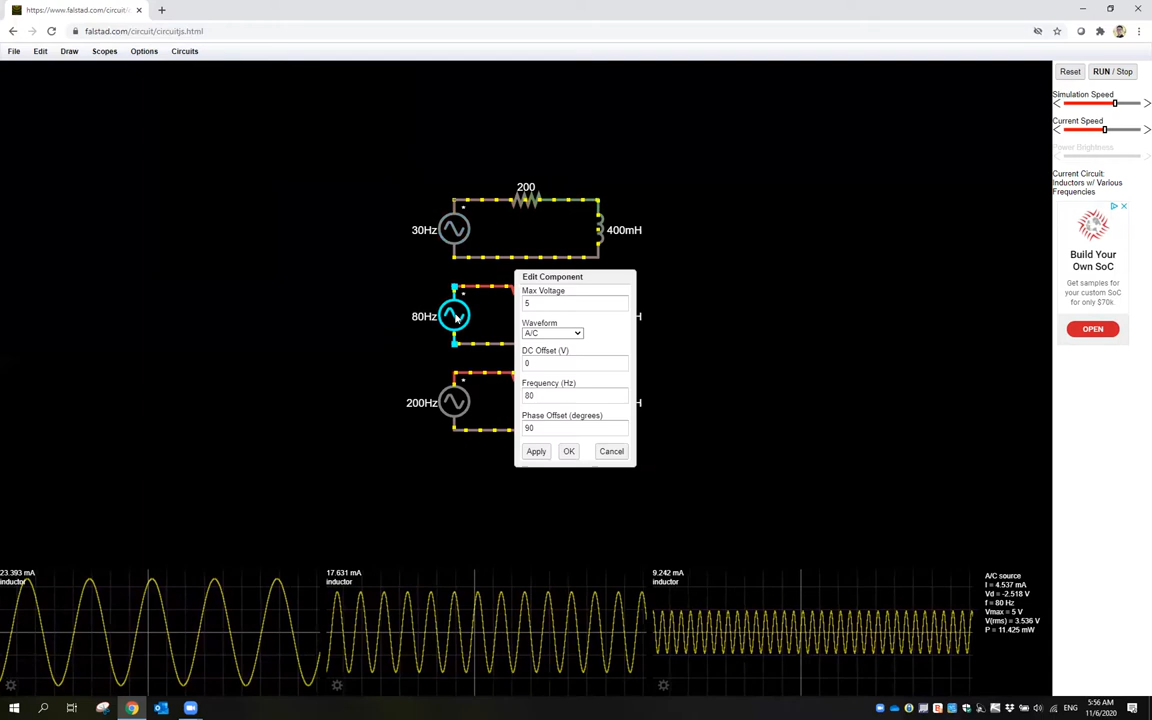 https://www.falstad.com/circuit/
falstad.com/circuit/circuitjs.html
File Edit Draw Scopes Options Circuits
Reset
RUN / Stop
Simulation Speed
Current Speed
Power Brightness
Current Circuit:
Inductors w/ Various
Frequencies
Build Your
Own SoC
Get samples for
your custom SoC
for only $70k.
OPEN
200
30Hz
400mH
80Hz
H
200Hz
H
Edit Component
Max Voltage
5
Waveform
A/C
DC Offset (V)
0
Frequency (Hz)
80
Phase Offset (degrees)
90
Apply
OK
Cancel
23.393 mA
inductor
17.631 mA
inductor
9.242 mA
inductor
A/C source
I = 4.537 mA
Vd = -2.518 V
f = 80 Hz
Vmax = 5 V
V(rms) = 3.536 V
P = 11.425 mW
ENG
5:56 AM
11/6/2020